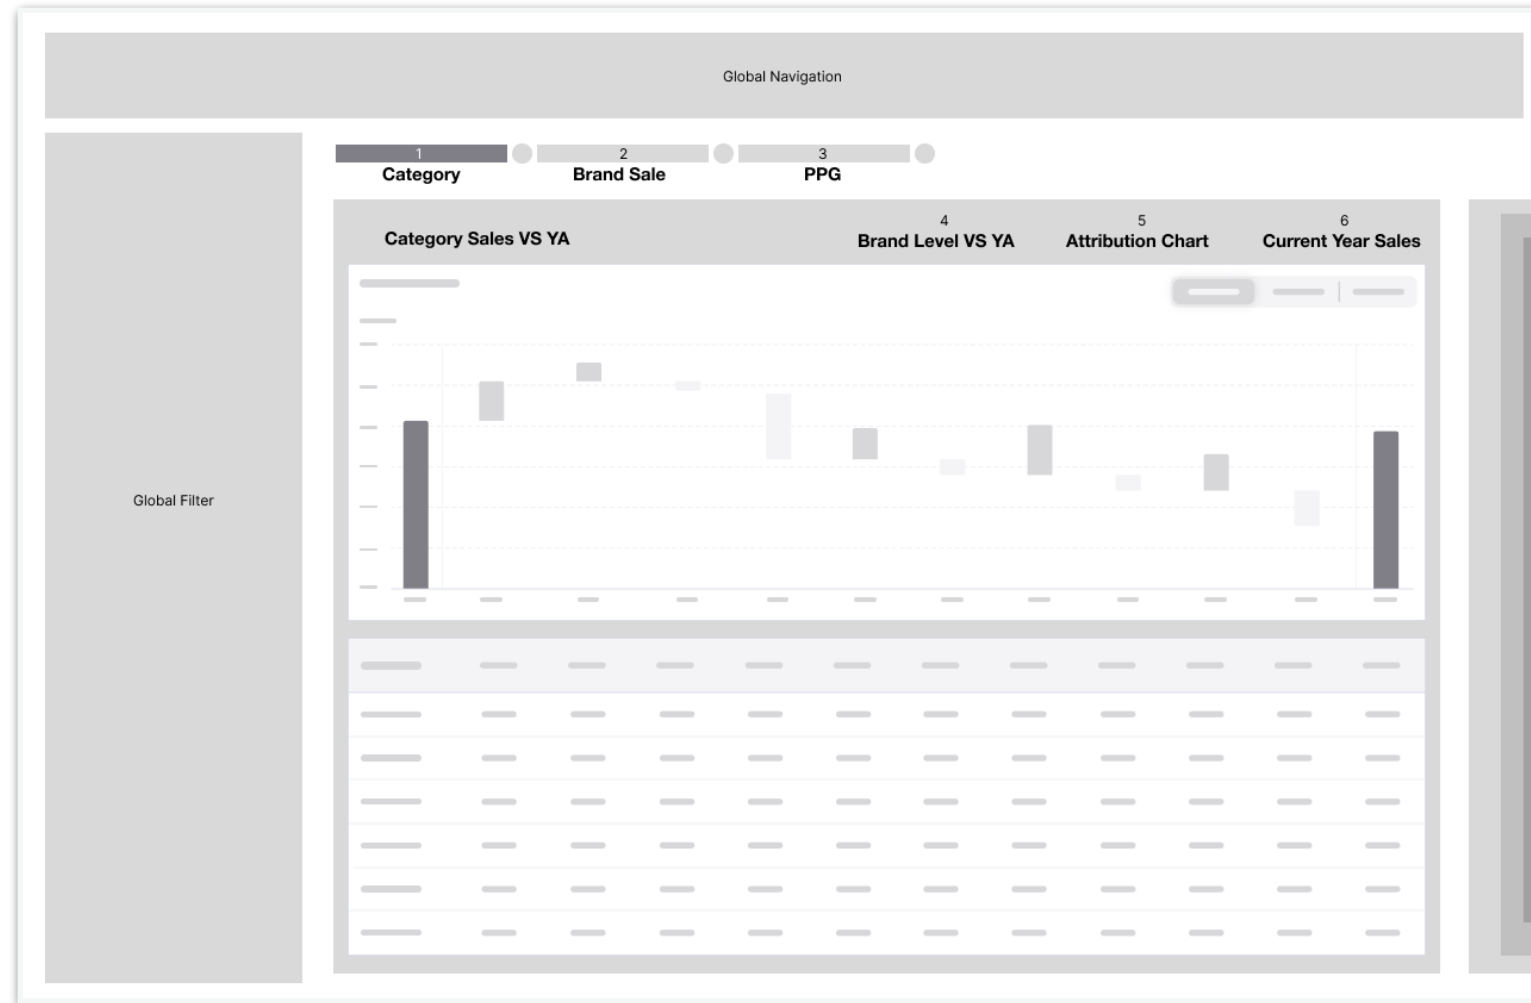 Global Navigation
1
Category
2
Brand Sale
3
PPG
Category Sales VS YA
4
Brand Level VS YA
5
Attribution Chart
6
Current Year Sales
Global Filter